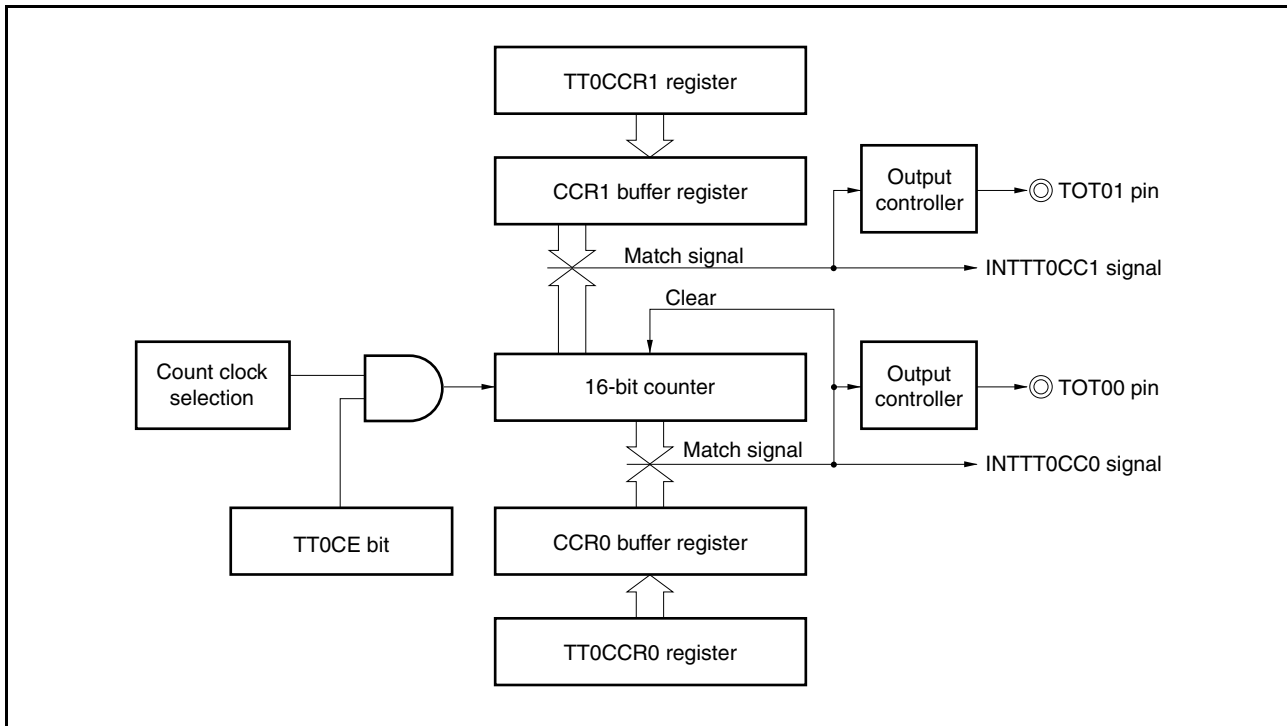 TT0CCR1 register
CCR1 buffer register
Output
controller
TOT01 pin
Match signal
INTTT0CC1 signal
Clear
Count clock
selection
16-bit counter
Output
controller
TOT00 pin
Match signal
INTTT0CC0 signal
TT0CE bit
CCR0 buffer register
TT0CCR0 register